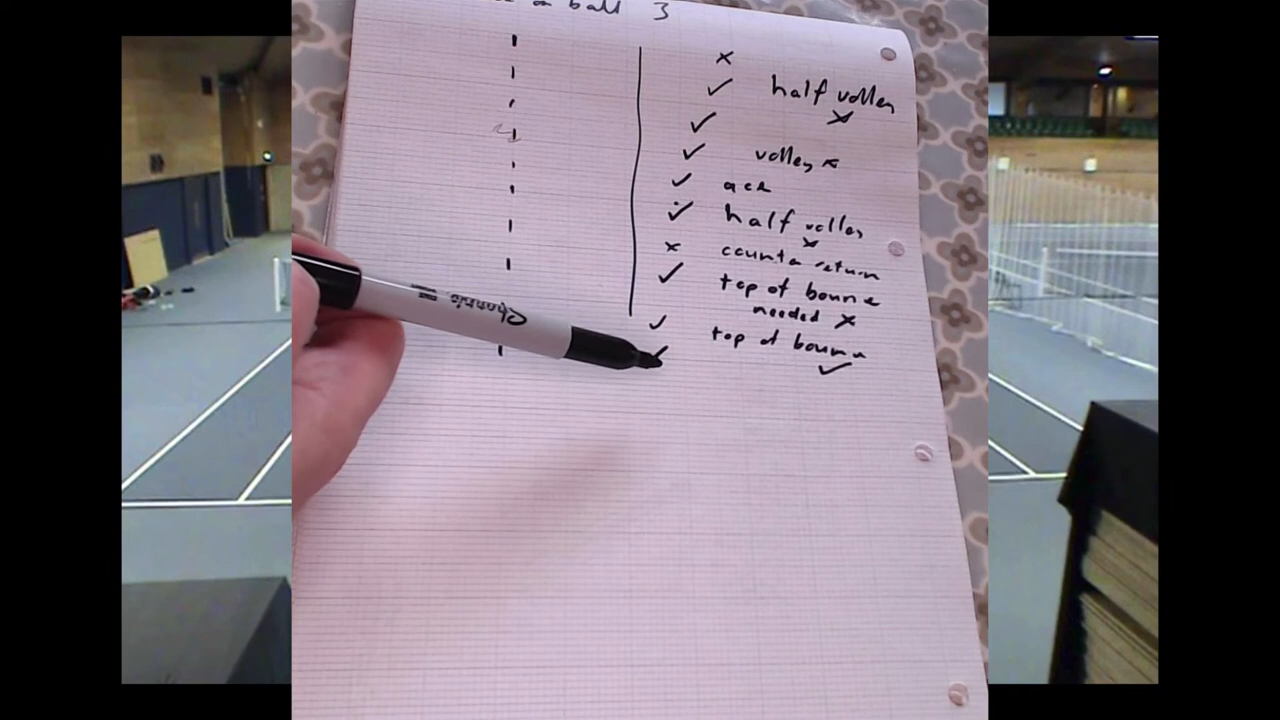 ball 3
x
✓ half volley
x
✓
✓ volley x
✓ ace
✓ half volley
x
x counter return
✓ top of bounce
needed x
✓ top of bounce
✓
✓
Sharpie